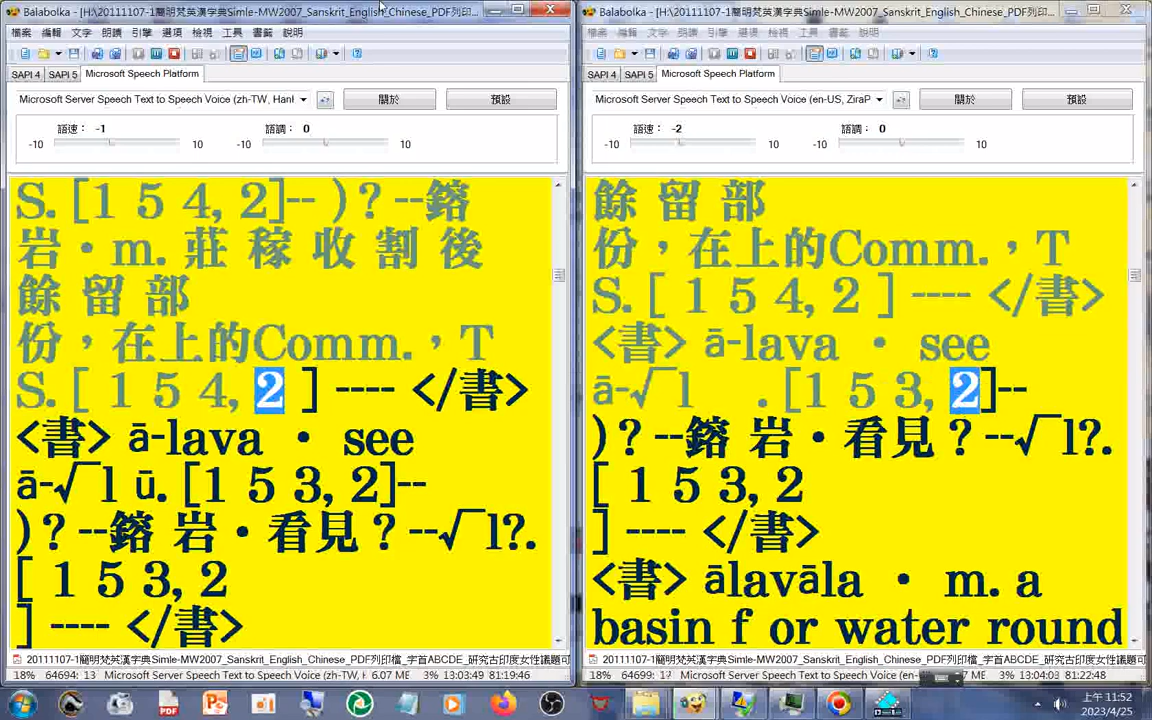 Balabolka - [H:\20111107-1簡明梵英漢字典Simle-MW2007_Sanskrit_English_Chinese_PDF列印...
檔案 編輯 文字 朗讀 引擎 選項 檢視 工具 書籤 說明
SAPI 4 SAPI 5 Microsoft Speech Platform
Microsoft Server Speech Text to Speech Voice (zh-TW, Hanl
關於 預設
語速： -1 語調： 0
-10 10 -10 10
S. [1 5 4, 2]-- )? --鎔
岩·m. 莊 稼 收 割 後
餘 留 部
份，在上的Comm.，T
S. [ 1 5 4, 2 ] ---- </書>
<書> ā-lava • see
ā-√ l ū. [1 5 3, 2]--
)? --鎔 岩·看見? --√ l?.
[ 1 5 3, 2
] ---- </書>
20111107-1簡明梵英漢字典Simle-MW2007_Sanskrit_English_Chinese_PDF列印檔_字首ABCDE_研究古印度女性議題可
18% 64694: 13 Microsoft Server Speech Text to Speech Voice (zh-TW, 6.07 ME 3% 13:03:49 81:19:46
Balabolka - [H:\20111107-1簡明梵英漢字典Simle-MW2007_Sanskrit_English_Chinese_PDF列印...
檔案 編輯 文字 朗讀 引擎 選項 檢視 工具 書籤 說明
SAPI 4 SAPI 5 Microsoft Speech Platform
Microsoft Server Speech Text to Speech Voice (en-US, ZiraP
關於 預設
語速： -2 語調： 0
-10 10 -10 10
餘 留 部
份，在上的Comm.，T
S. [ 1 5 4, 2 ] ---- </書>
<書> ā-lava • see
ā-√ l . [1 5 3, 2]--
)? --鎔 岩·看見? --√ l?.
[ 1 5 3, 2
] ---- </書>
<書> ālavāla • m. a
basin f or water round
20111107-1簡明梵英漢字典Simle-MW2007_Sanskrit_English_Chinese_PDF列印檔_字首ABCDE_研究古印度女性議題可
18% Microsoft Server Speech Text to Speech Voice (en-US, 3% 13:04:03 81:22:48
上午 11:52
2023/4/25